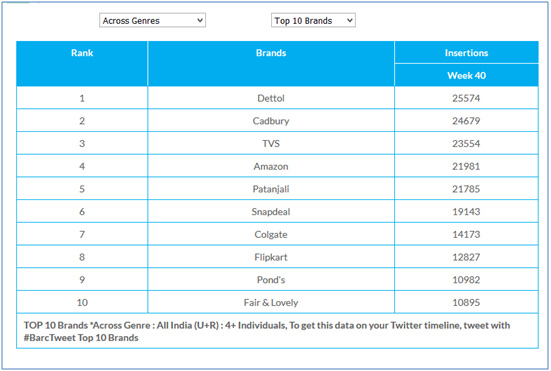 Across Genres Top 10 Brands
Rank Brands Insertions
Week 40
1 Dettol 25574
2 Cadbury 24679
3 TVS 23554
4 Amazon 21981
5 Patanjali 21785
6 Snapdeal 19143
7 Colgate 14173
8 Flipkart 12827
9 Pond's 10982
10 Fair & Lovely 10895
TOP 10 Brands *Across Genre : All India (U+R) : 4+ Individuals, To get this data on your Twitter timeline, tweet with
#BarcTweet Top 10 Brands